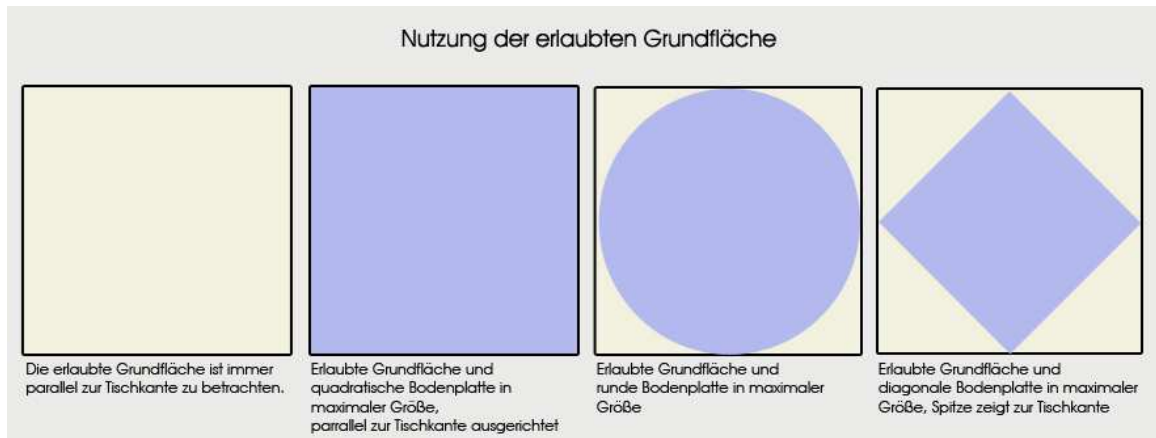 Nutzung der erlaubten Grundfläche
Die erlaubte Grundfläche ist immer
parallel zur Tischkante zu betrachten.
Erlaubte Grundfläche und
quadratische Bodenplatte in
maximaler Größe,
parrallel zur Tischkante ausgerichtet
Erlaubte Grundfläche und
runde Bodenplatte in maximaler
Größe
Erlaubte Grundfläche und
diagonale Bodenplatte in maximaler
Größe, Spitze zeigt zur Tischkante